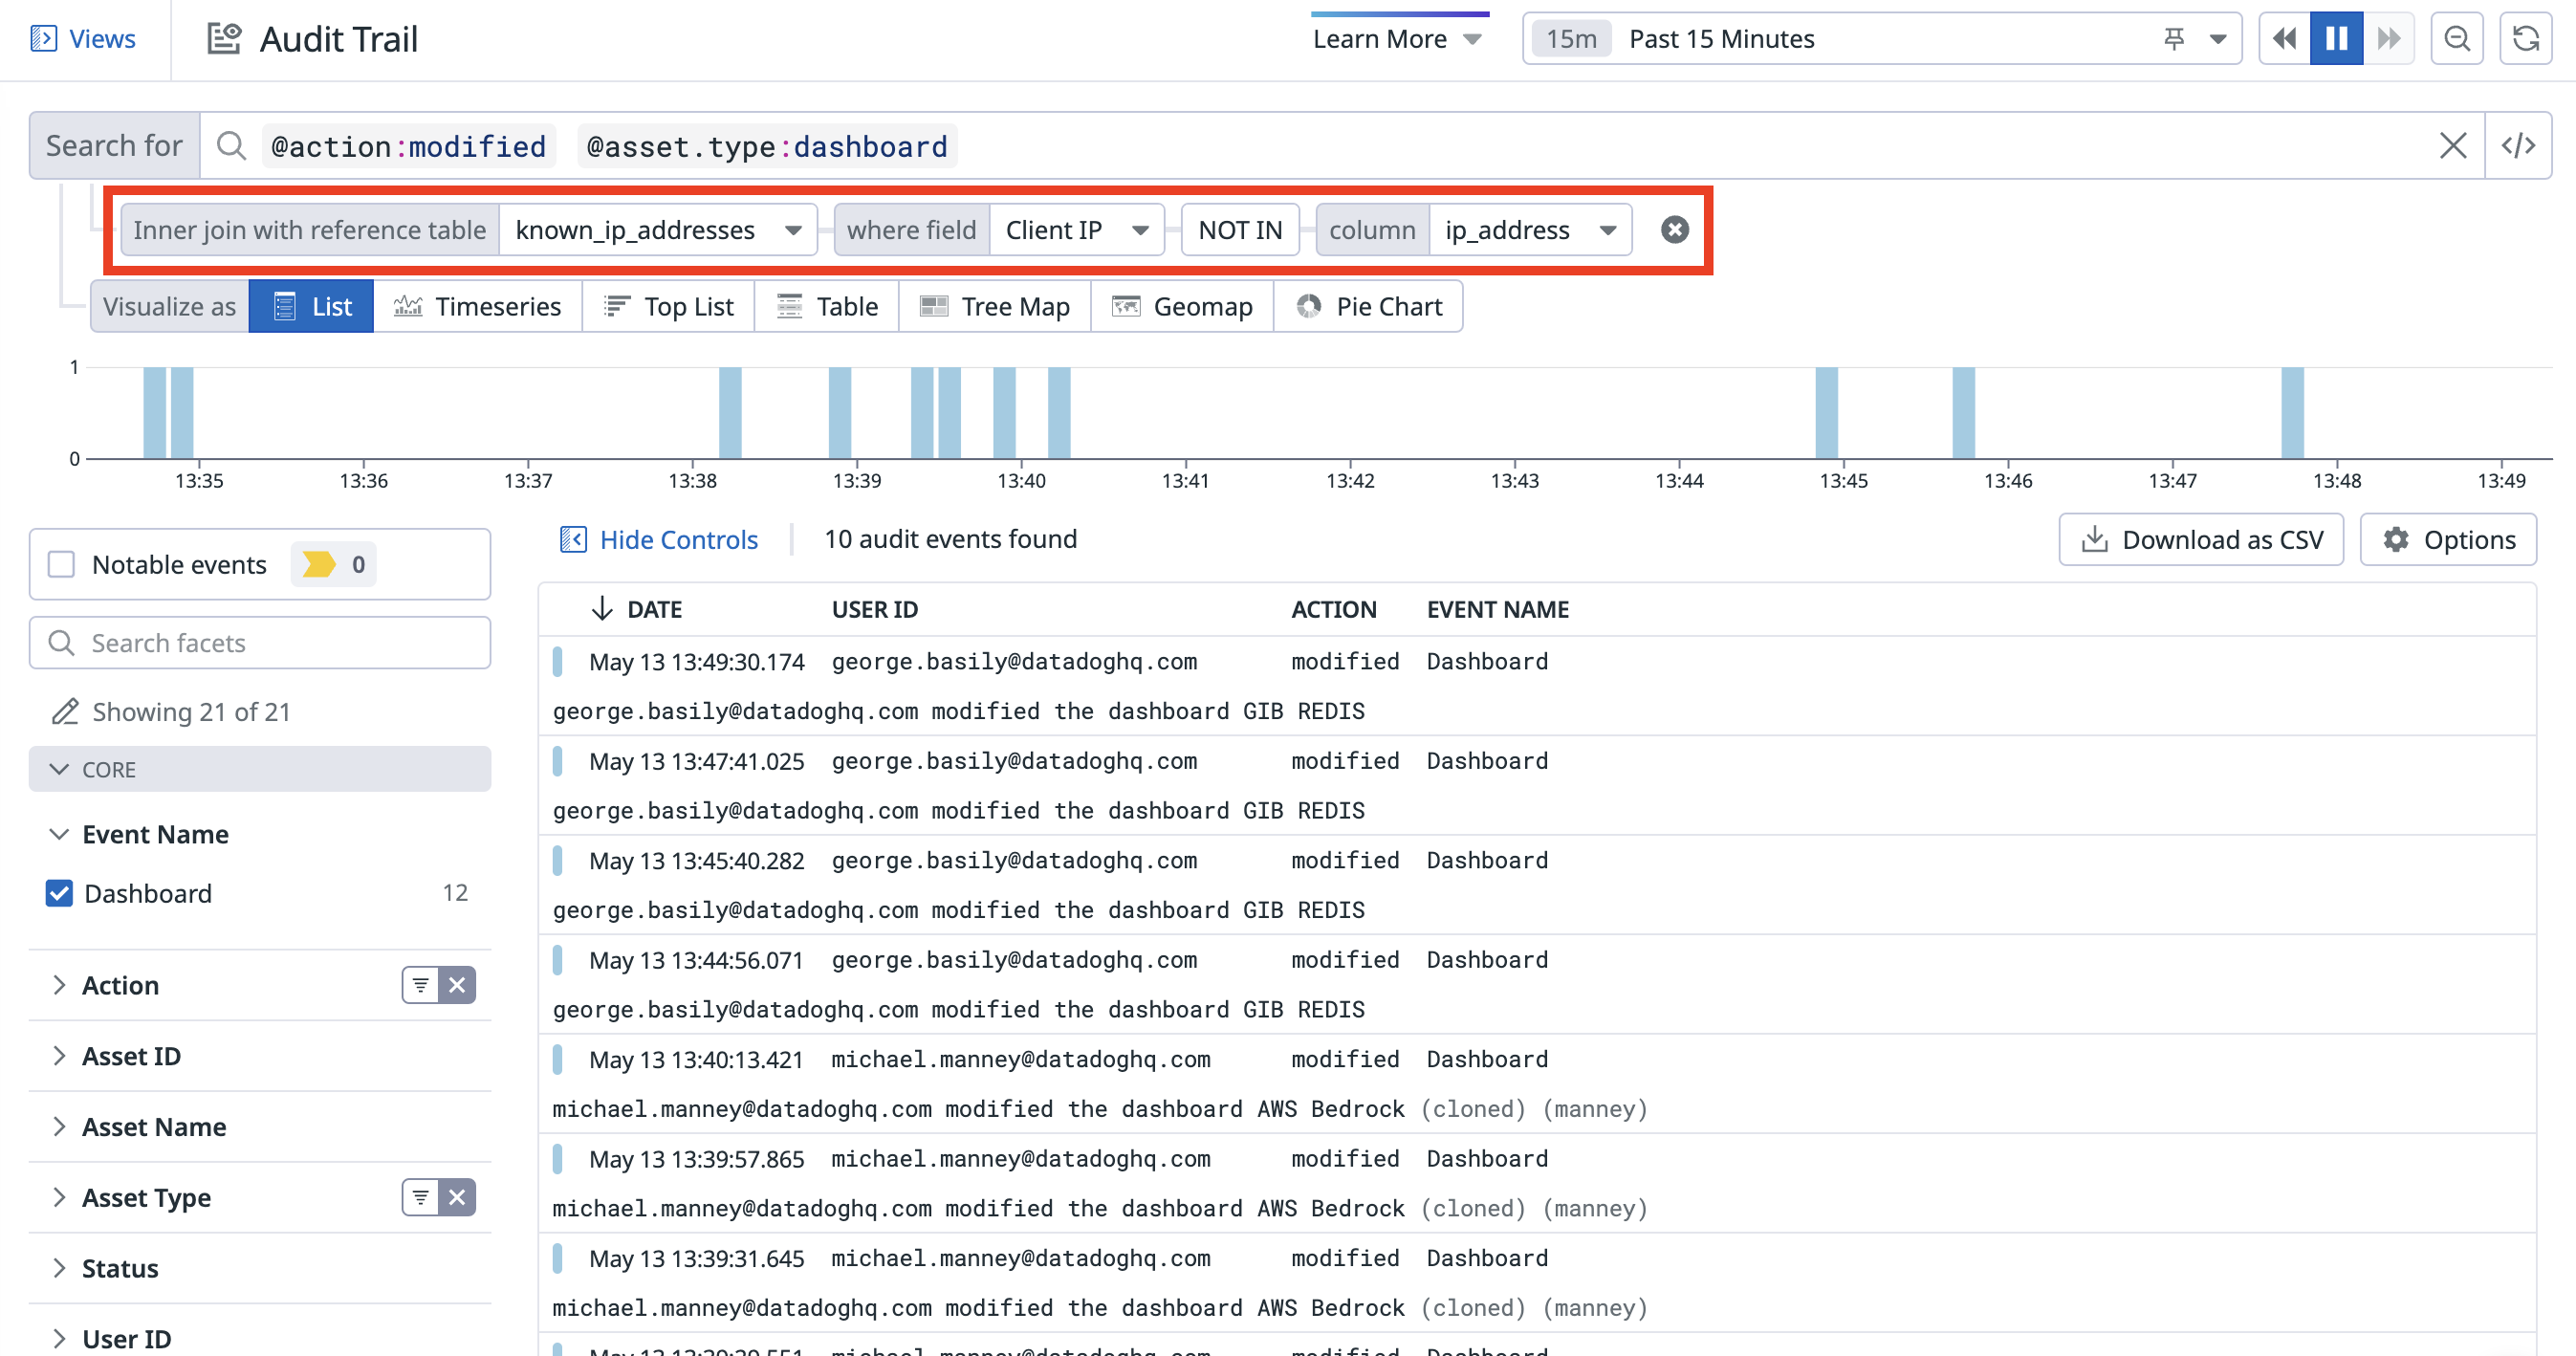 Views
Audit Trail
Learn More
15m Past 15 Minutes
Search for @action:modified @asset.type:dashboard </>
Inner join with reference table known_ip_addresses where field Client IP NOT IN column ip_address
Visualize as List Timeseries Top List Table Tree Map Geomap Pie Chart
1
0
13:35 13:36 13:37 13:38 13:39 13:40 13:41 13:42 13:43 13:44 13:45 13:46 13:47 13:48 13:49
Notable events 0
Search facets
Showing 21 of 21
CORE
Event Name
Dashboard 12
Action
Asset ID
Asset Name
Asset Type
Status
User ID
Hide Controls 10 audit events found Download as CSV Options
DATE USER ID ACTION EVENT NAME
May 13 13:49:30.174 george.basily@datadoghq.com modified Dashboard
george.basily@datadoghq.com modified the dashboard GIB REDIS
May 13 13:47:41.025 george.basily@datadoghq.com modified Dashboard
george.basily@datadoghq.com modified the dashboard GIB REDIS
May 13 13:45:40.282 george.basily@datadoghq.com modified Dashboard
george.basily@datadoghq.com modified the dashboard GIB REDIS
May 13 13:44:56.071 george.basily@datadoghq.com modified Dashboard
george.basily@datadoghq.com modified the dashboard GIB REDIS
May 13 13:40:13.421 michael.manney@datadoghq.com modified Dashboard
michael.manney@datadoghq.com modified the dashboard AWS Bedrock (cloned) (manney)
May 13 13:39:57.865 michael.manney@datadoghq.com modified Dashboard
michael.manney@datadoghq.com modified the dashboard AWS Bedrock (cloned) (manney)
May 13 13:39:31.645 michael.manney@datadoghq.com modified Dashboard
michael.manney@datadoghq.com modified the dashboard AWS Bedrock (cloned) (manney)